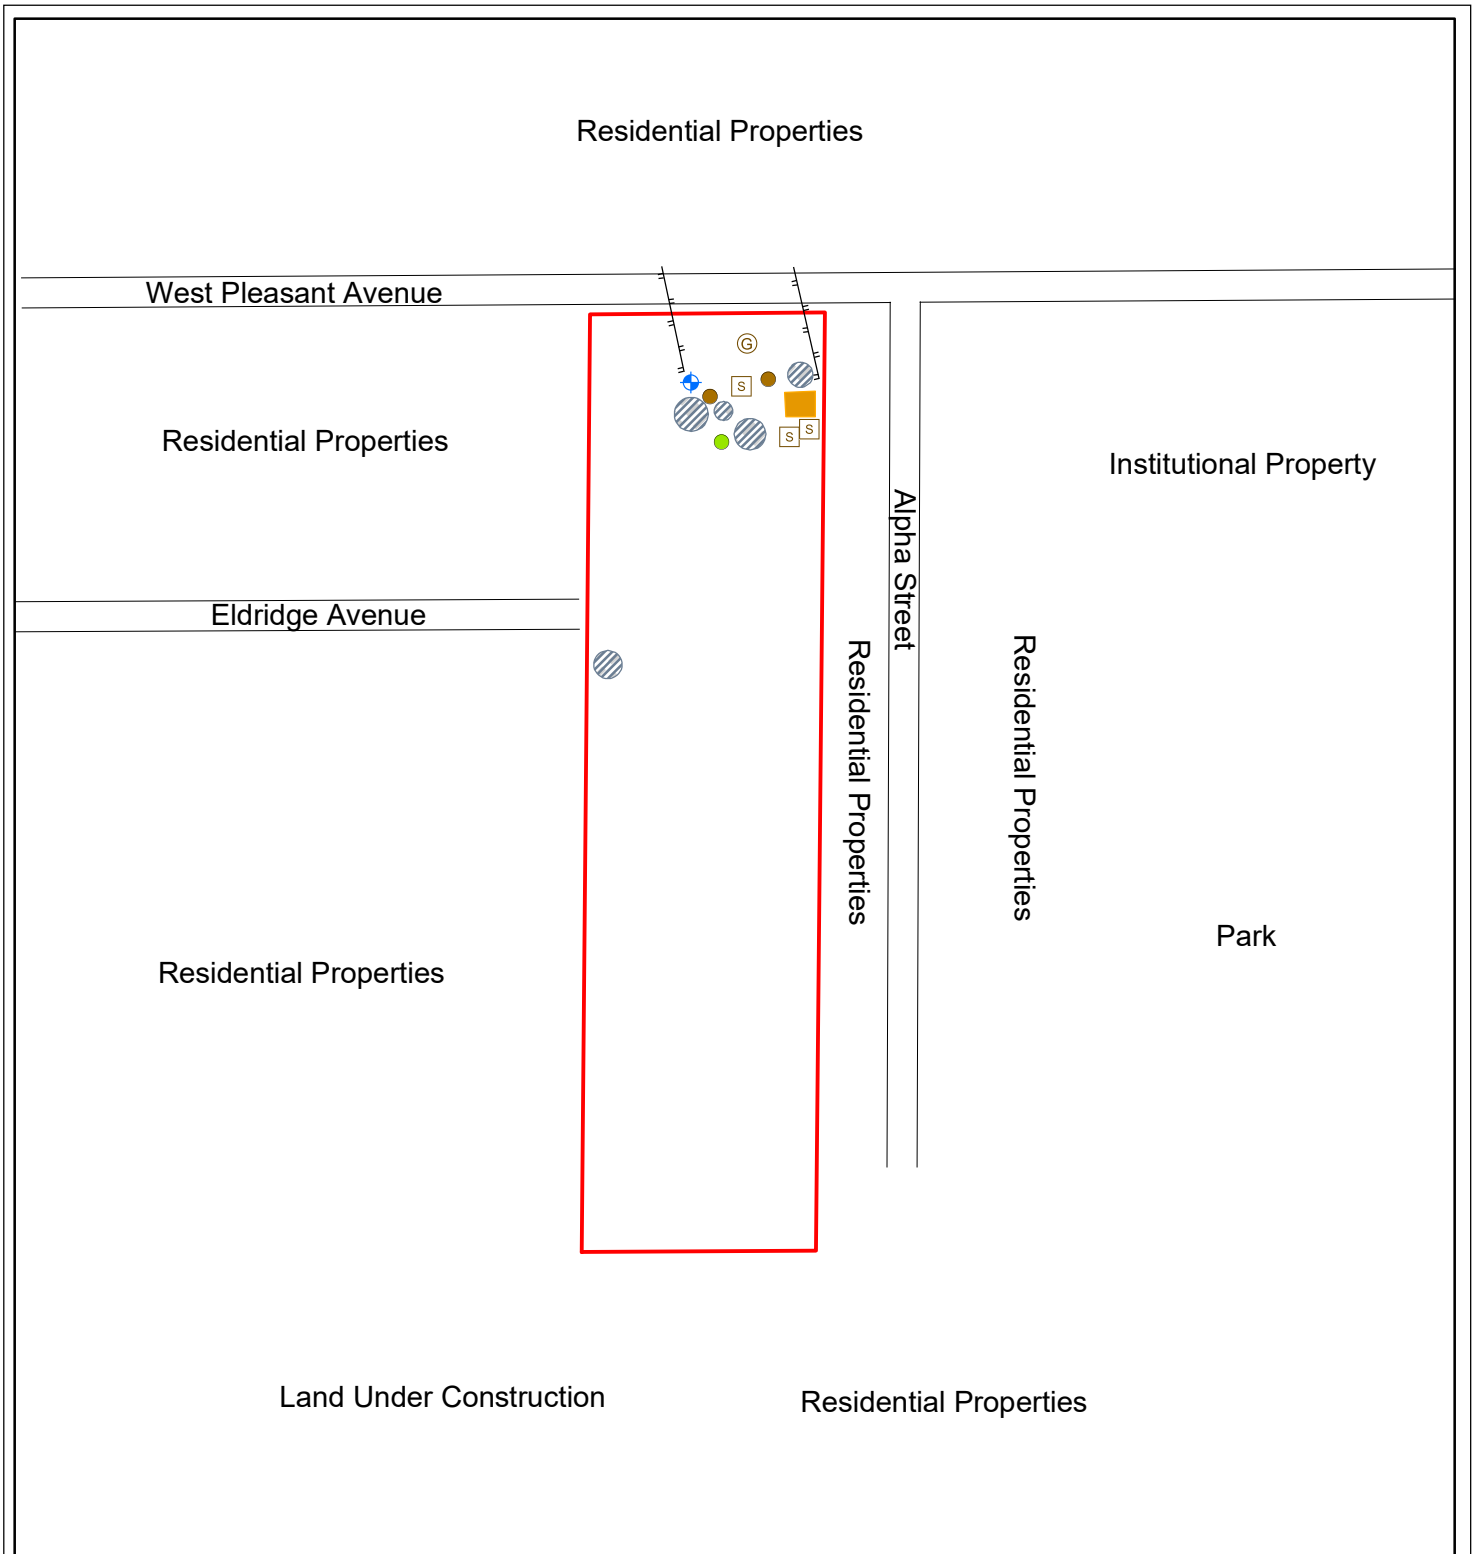 Residential Properties
West Pleasant Avenue
G
S
S
S
Residential Properties
Institutional Property
Alpha Street
Eldridge Avenue
Residential Properties
Residential Properties
Park
Residential Properties
Land Under Construction
Residential Properties